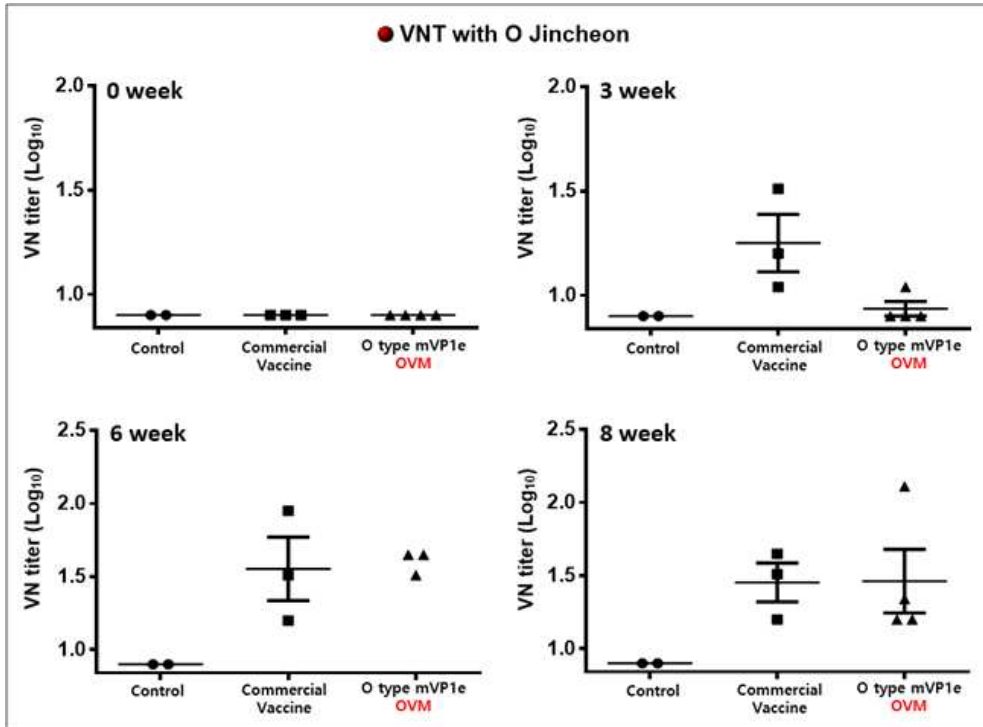 VNT with O Jincheon
0 week
VN titer (Log₁₀)
2.0
1.5
1.0
Control
Commercial
Vaccine
O type mVP1e
OVM
3 week
VN titer (Log₁₀)
2.0
1.5
1.0
Control
Commercial
Vaccine
O type mVP1e
OVM
6 week
VN titer (Log₁₀)
2.5
2.0
1.5
1.0
Control
Commercial
Vaccine
O type mVP1e
OVM
8 week
VN titer (Log₁₀)
2.5
2.0
1.5
1.0
Control
Commercial
Vaccine
O type mVP1e
OVM